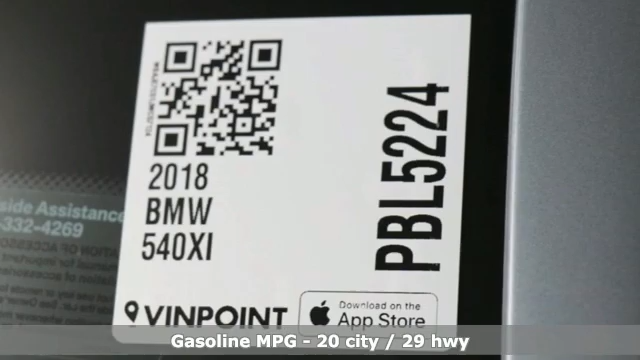 2018
BMW
540XI
PBL5224
side Assistance
-332-4269
VINPOINT
Download on the
App Store
Gasoline MPG - 20 city / 29 hwy